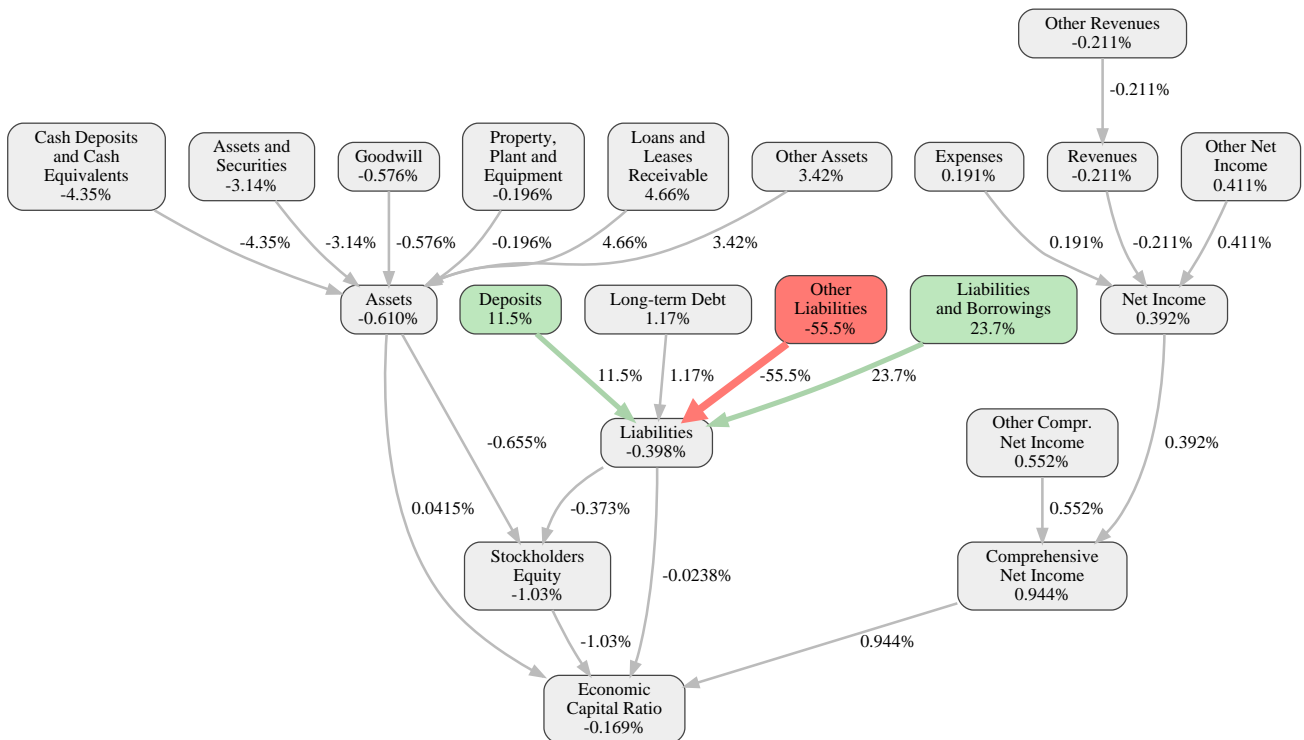 Other Revenues
-0.211%
-0.211%
Cash Deposits
and Cash
Equivalents
-4.35%
Assets and
Securities
-3.14%
Goodwill
-0.576%
Property,
Plant and
Equipment
-0.196%
Loans and
Leases
Receivable
4.66%
Other Assets
3.42%
Expenses
0.191%
Revenues
-0.211%
Other Net
Income
0.411%
-4.35%
-3.14%
-0.576%
-0.196%
4.66%
3.42%
0.191%
-0.211%
0.411%
Assets
-0.610%
Deposits
11.5%
Long-term Debt
1.17%
Other
Liabilities
-55.5%
Liabilities
and Borrowings
23.7%
Net Income
0.392%
11.5%
1.17%
-55.5%
23.7%
Liabilities
-0.398%
Other Compr.
Net Income
0.552%
-0.655%
0.392%
0.0415%
-0.373%
0.552%
Stockholders
Equity
-1.03%
-0.0238%
Comprehensive
Net Income
0.944%
-1.03%
0.944%
Economic
Capital Ratio
-0.169%